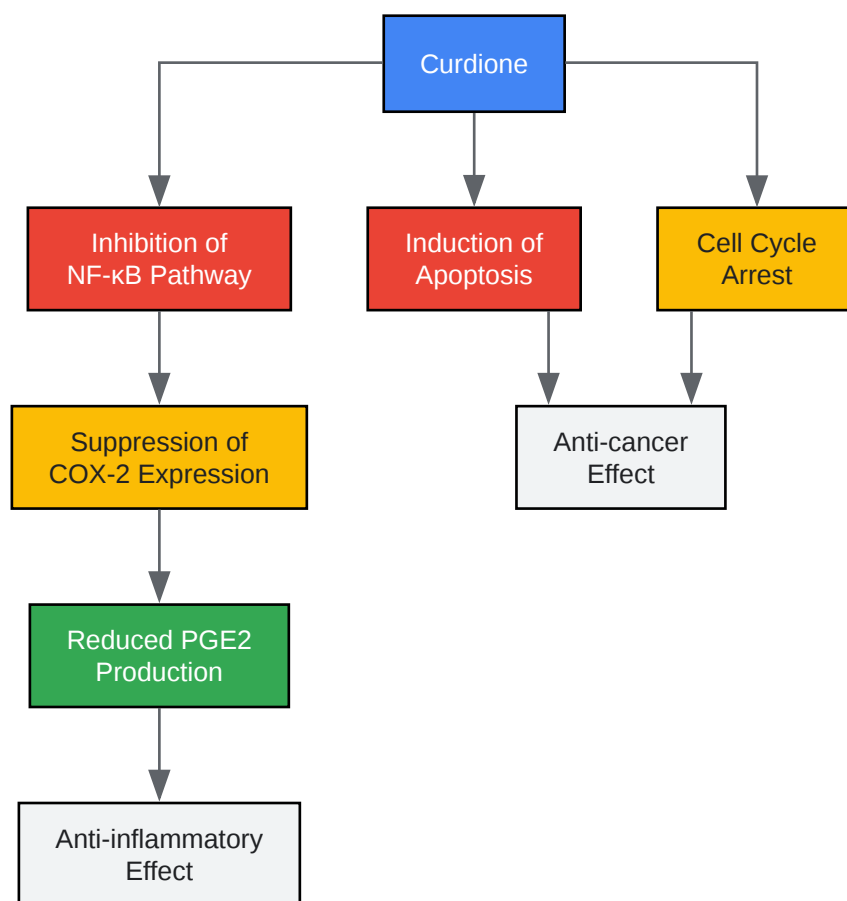 Curdione
Inhibition of
NF-κB Pathway
Induction of
Apoptosis
Cell Cycle
Arrest
Suppression of
COX-2 Expression
Anti-cancer
Effect
Reduced PGE2
Production
Anti-inflammatory
Effect